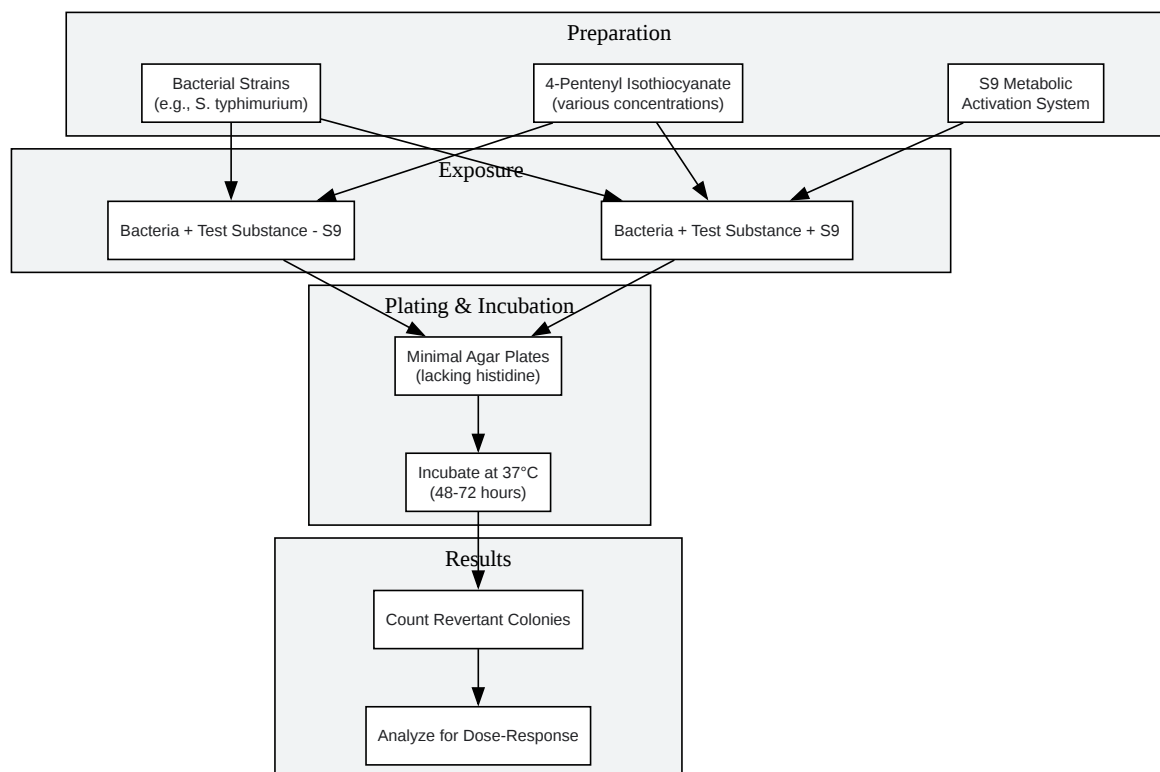 Preparation
Bacterial Strains
(e.g., S. typhimurium)
4-Pentenyl Isothiocyanate
(various concentrations)
S9 Metabolic
Activation System
Exposure
Bacteria + Test Substance - S9
Bacteria + Test Substance + S9
Plating & Incubation
Minimal Agar Plates
(lacking histidine)
Incubate at 37°C
(48-72 hours)
Results
Count Revertant Colonies
Analyze for Dose-Response